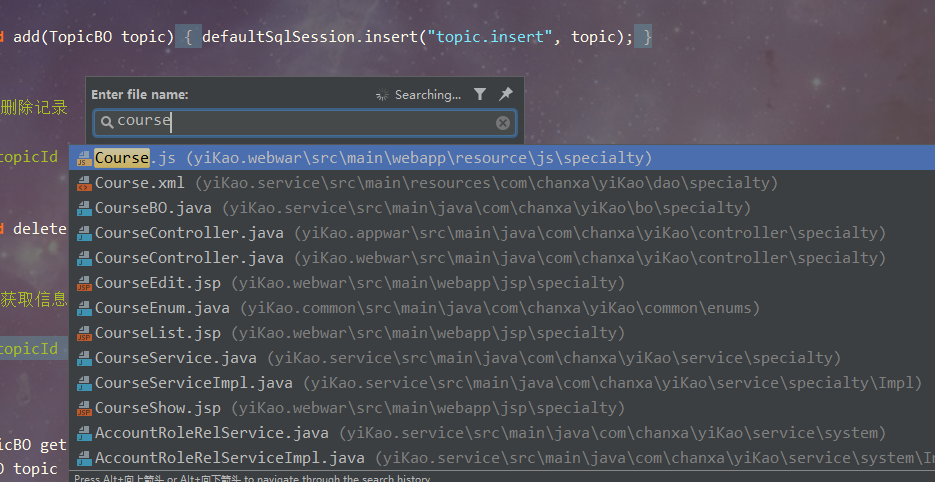 d add(TopicBO topic) { defaultSqlSession.insert("topic.insert", topic); }
Enter file name:
Searching...
删除记录
course
topicId
Course.js (yiKao.webwar\src\main\webapp\resource\js\specialty)
Course.xml (yiKao.service\src\main\resources\com\chanxa\yiKao\dao\specialty)
CourseBO.java (yiKao.service\src\main\java\com\chanxa\yiKao\bo\specialty)
d delete
CourseController.java (yiKao.appwar\src\main\java\com\chanxa\yiKao\controller\specialty)
CourseController.java (yiKao.webwar\src\main\java\com\chanxa\yiKao\controller\specialty)
CourseEdit.jsp (yiKao.webwar\src\main\webapp\jsp\specialty)
获取信息
CourseEnum.java (yiKao.common\src\main\java\com\chanxa\yiKao\common\enums)
CourseList.jsp (yiKao.webwar\src\main\webapp\jsp\specialty)
topicId
CourseService.java (yiKao.service\src\main\java\com\chanxa\yiKao\service\specialty)
CourseServiceImpl.java (yiKao.service\src\main\java\com\chanxa\yiKao\service\specialty\Impl)
CourseShow.jsp (yiKao.webwar\src\main\webapp\jsp\specialty)
AccountRoleRelService.java (yiKao.service\src\main\java\com\chanxa\yiKao\service\system)
icBO get
AccountRoleRelServiceImpl.java (yiKao.service\src\main\java\com\chanxa\yiKao\service\system\Im
O topic
Press Alt+向上箭头 or Alt+向下箭头 to navigate through the search history